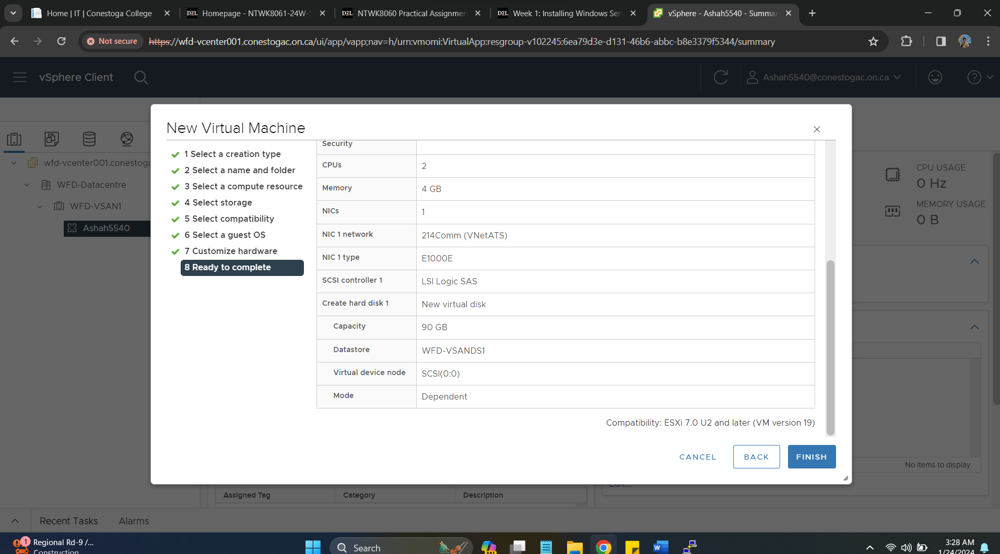 Home | IT | Conestoga College
D2L Homepage - NTWK8061-24W-S
D2L NTWK8060 Practical Assignmen
D2L Week 1: Installing Windows Ser
vSphere - Ashah5540 - Summa
Not secure
https://wfd-vcenter001.conestogac.on.ca/ui/app/vapp;nav=h/urn:vmomi:VirtualApp:resgroup-v102245:6ea79d3e-d131-46b6-abbc-b8e3379f5344/summary
vSphere Client
Ashah5540@conestogac.on.ca
wfd-vcenter001.conestoga
WFD-Datacentre
WFD-VSAN1
Ashah5540
New Virtual Machine
1 Select a creation type
2 Select a name and folder
3 Select a compute resource
4 Select storage
5 Select compatibility
6 Select a guest OS
7 Customize hardware
8 Ready to complete
Security
CPUs 2
Memory 4 GB
NICs 1
NIC 1 network 214Comm (VNetATS)
NIC 1 type E1000E
SCSI controller 1 LSI Logic SAS
Create hard disk 1 New virtual disk
Capacity 90 GB
Datastore WFD-VSANDS1
Virtual device node SCSI(0:0)
Mode Dependent
Compatibility: ESXi 7.0 U2 and later (VM version 19)
CANCEL
BACK
FINISH
CPU USAGE
0 Hz
MEMORY USAGE
0 B
No items to display
Edit...
Assigned Tag Category Description
Recent Tasks Alarms
1
Regional Rd-9 /...
Construction
Search
PRE
W
3:28 AM
1/24/2024